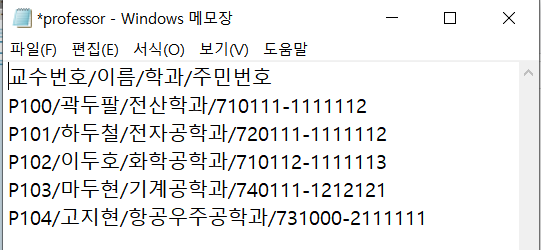 *professor - Windows 메모장
파일(F) 편집(E) 서식(O) 보기(V) 도움말
교수번호/이름/학과/주민번호
P100/곽두팔/전산학과/710111-1111112
P101/하두철/전자공학과/720111-1111112
P102/이두호/화학공학과/710112-1111113
P103/마두현/기계공학과/740111-1212121
P104/고지현/항공우주공학과/731000-2111111